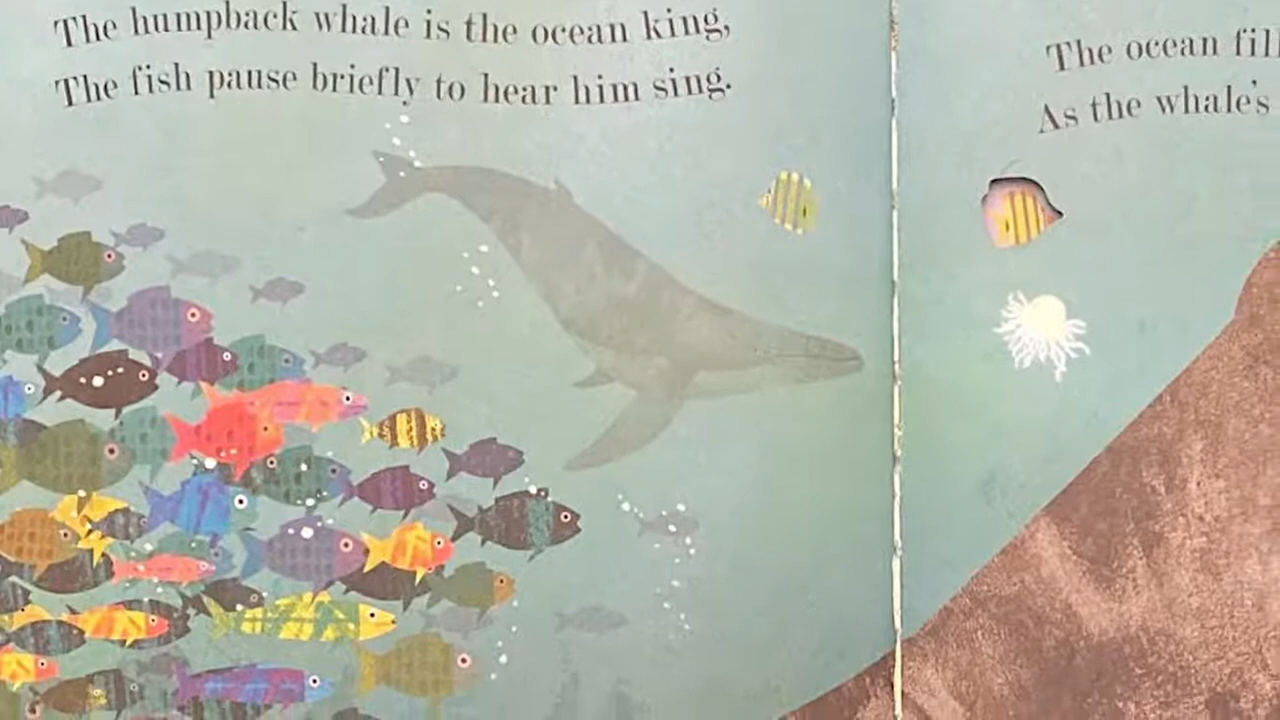 The humpback whale is the ocean king,
The fish pause briefly to hear him sing.
The ocean
As the whale's